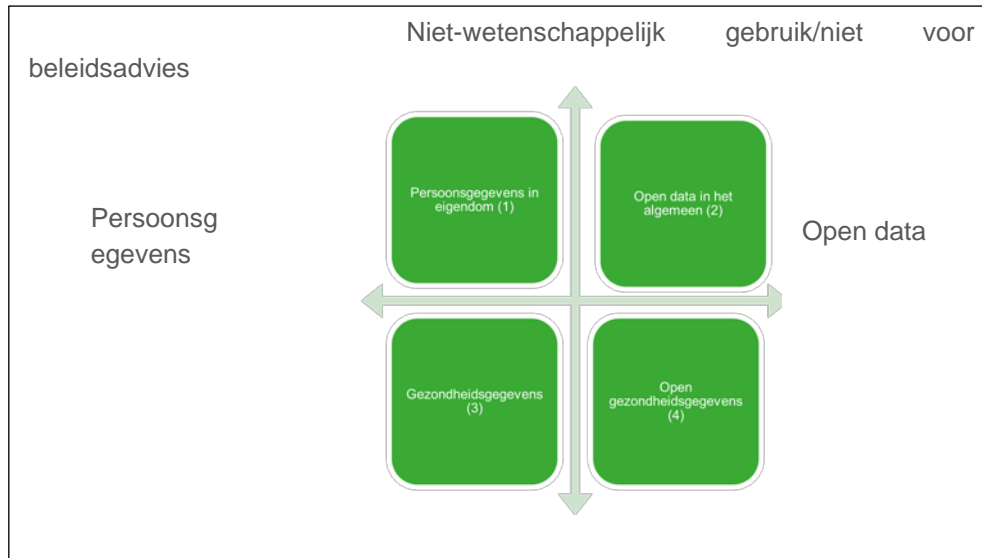 Niet-wetenschappelijk gebruik/niet voor
beleidsadvies
Persoonsgegevens in
eigendom (1)
Open data in het
algemeen (2)
Persoonsg
egevens
Open data
Gezondheidsgegevens
(3)
Open
gezondheidsgegevens
(4)